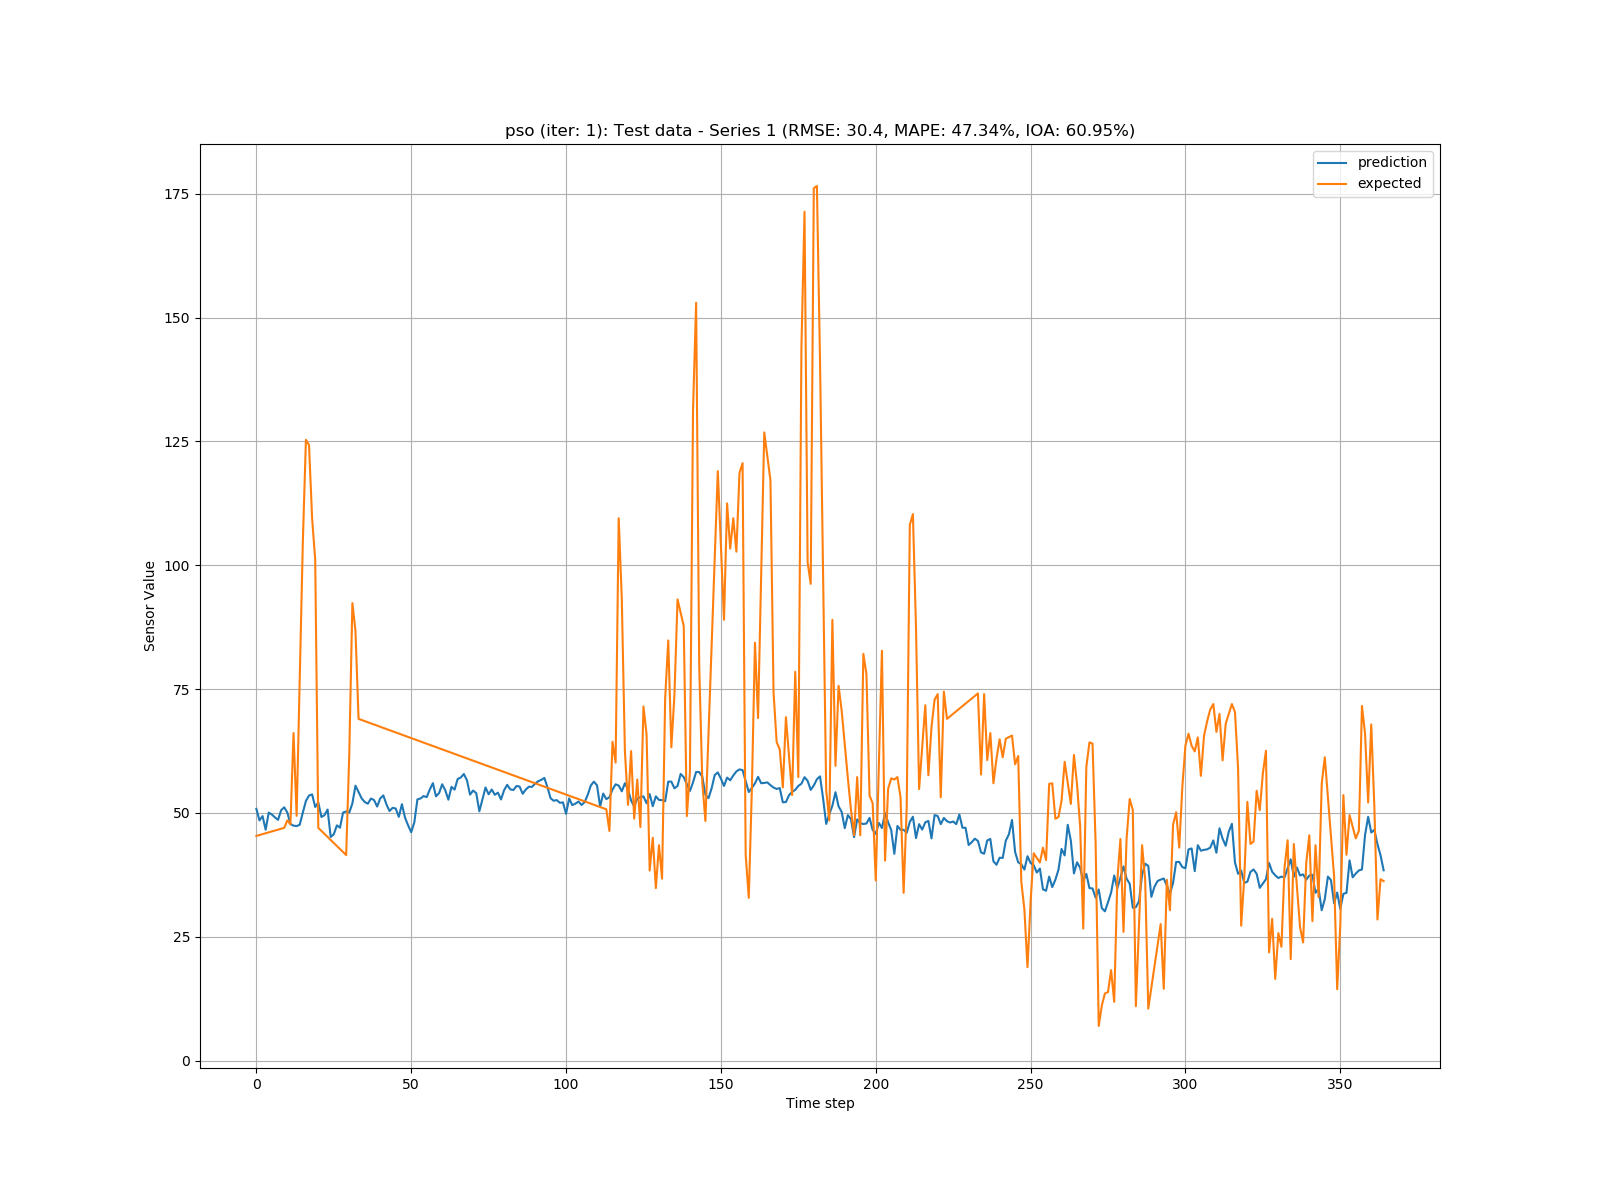 pso (iter: 1): Test data - Series 1 (RMSE: 30.4, MAPE: 47.34%, IOA: 60.95%)
prediction
expected
175
150
125
100
75
50
25
0
Sensor Value
0 50 100 150 200 250 300 350
Time step